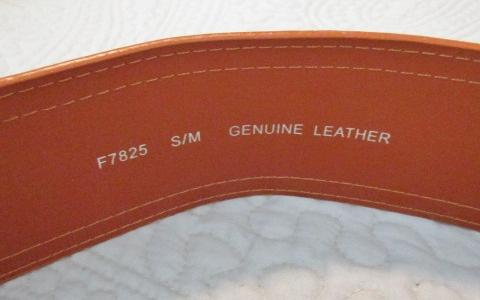 F7825 S/M GENUINE LEATHER